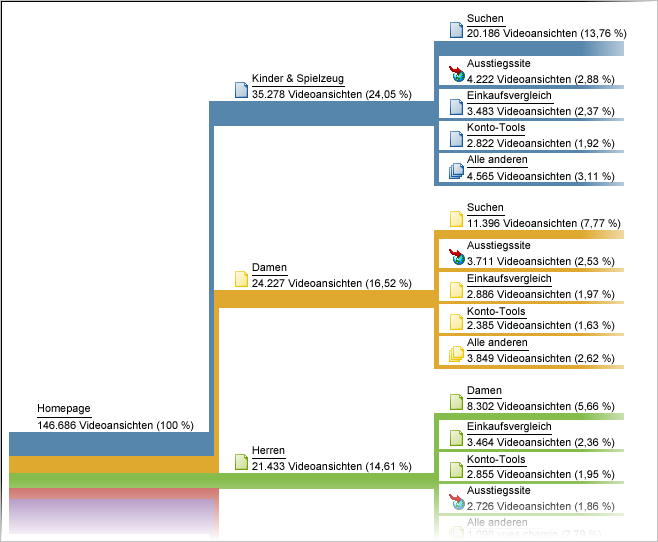 Suchen
20.186 Videoansichten (13,76 %)
Ausstiegssite
4.222 Videoansichten (2,88 %)
Kinder & Spielzeug
35.278 Videoansichten (24,05 %)
Einkaufsvergleich
3.483 Videoansichten (2,37 %)
Konto-Tools
2.822 Videoansichten (1,92 %)
Alle anderen
4.565 Videoansichten (3,11 %)
Suchen
11.396 Videoansichten (7,77 %)
Ausstiegssite
3.711 Videoansichten (2,53 %)
Damen
24.227 Videoansichten (16,52 %)
Einkaufsvergleich
2.886 Videoansichten (1,97 %)
Konto-Tools
2.385 Videoansichten (1,63 %)
Alle anderen
3.849 Videoansichten (2,62 %)
Homepage
146.686 Videoansichten (100 %)
Damen
8.302 Videoansichten (5,66 %)
Einkaufsvergleich
3.464 Videoansichten (2,36 %)
Herren
21.433 Videoansichten (14,61 %)
Konto-Tools
2.855 Videoansichten (1,95 %)
Ausstiegssite
2.726 Videoansichten (1,86 %)
Alle anderen